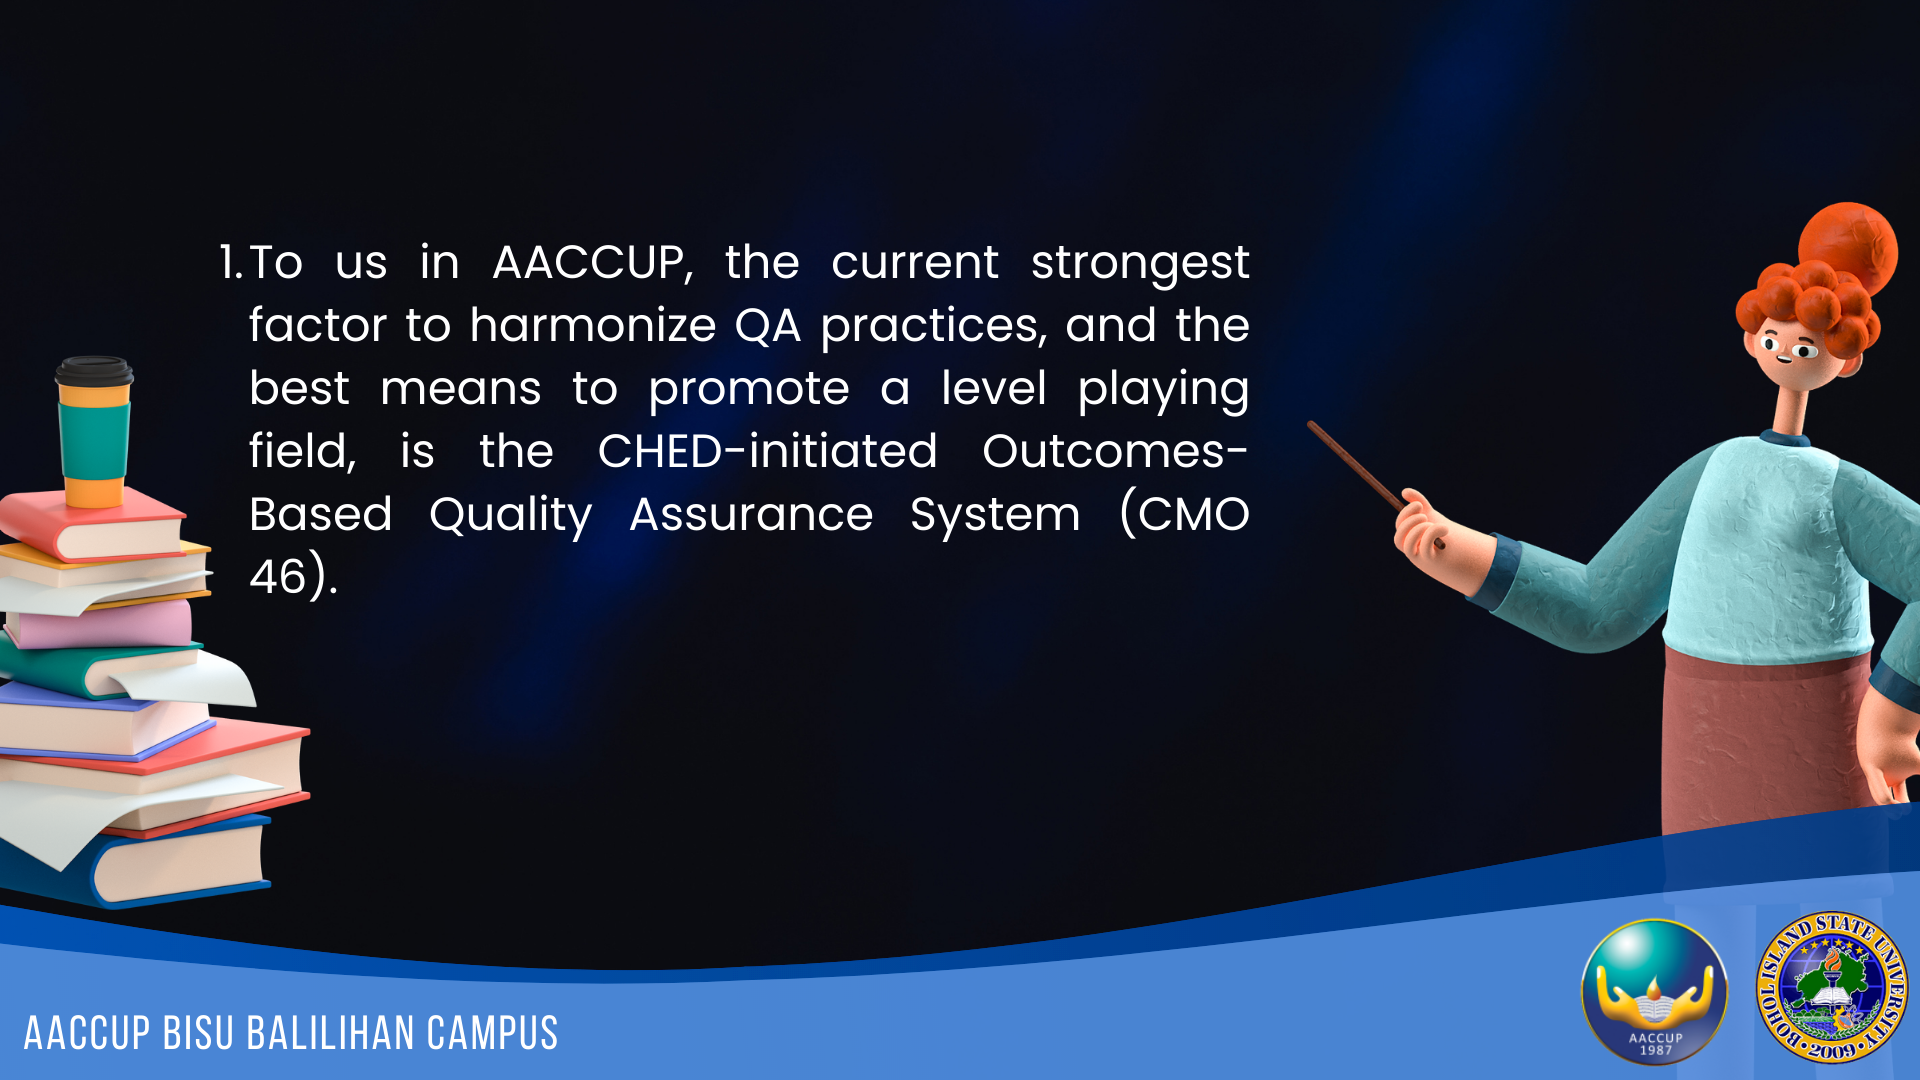 1. To us in AACCUP, the current strongest
factor to harmonize QA practices, and the
best means to promote a level playing
field, is the CHED-initiated Outcomes-
Based Quality Assurance System (CMO
46).
AACCUP BISU BALILIHAN CAMPUS
AACCUP
1987
BOHOL ISLAND STATE UNIVERSITY
• 2009 •